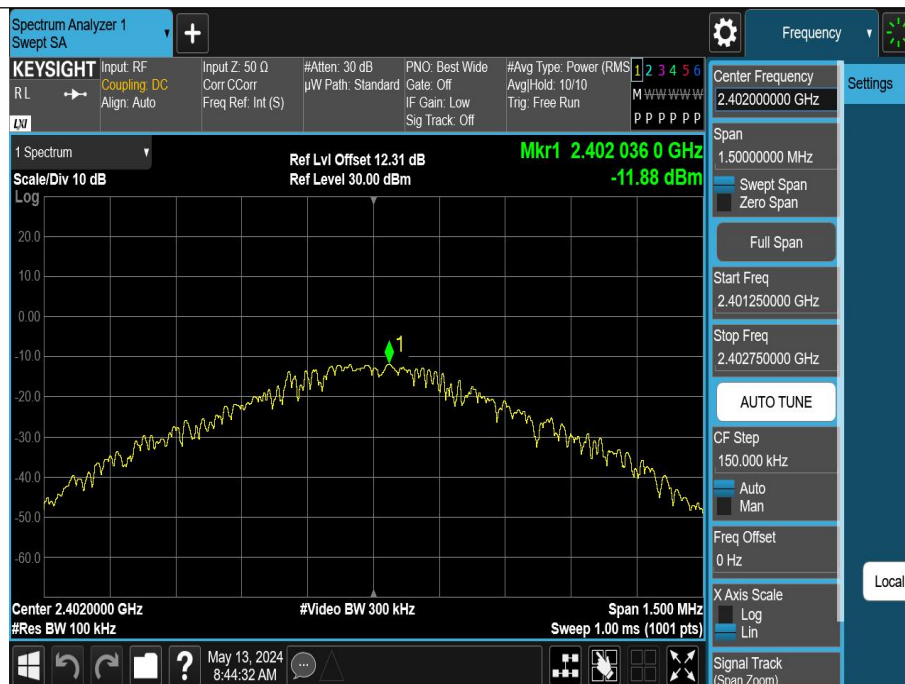 Spectrum Analyzer 1
Swept SA
+
Frequency
KEYSIGHT
RL
LXI
Input: RF
Coupling: DC
Align: Auto
Input Z: 50 Ω
Corr CCorr
Freq Ref: Int (S)
#Atten: 30 dB
µW Path: Standard
PNO: Best Wide
Gate: Off
IF Gain: Low
Sig Track: Off
#Avg Type: Power (RMS
Avg|Hold: 10/10
Trig: Free Run
1 2 3 4 5 6
M W W W W W
P P P P P P
1 Spectrum
Scale/Div 10 dB
Log
Ref Lvl Offset 12.31 dB
Ref Level 30.00 dBm
Mkr1 2.402 036 0 GHz
-11.88 dBm
20.0
10.0
0.00
-10.0
-20.0
-30.0
-40.0
-50.0
-60.0
1
Center 2.4020000 GHz
#Res BW 100 kHz
#Video BW 300 kHz
Span 1.500 MHz
Sweep 1.00 ms (1001 pts)
?
May 13, 2024
8:44:32 AM
Center Frequency
2.402000000 GHz
Settings
Span
1.50000000 MHz
Swept Span
Zero Span
Full Span
Start Freq
2.401250000 GHz
Stop Freq
2.402750000 GHz
AUTO TUNE
CF Step
150.000 kHz
Auto
Man
Freq Offset
0 Hz
Local
X Axis Scale
Log
Lin
Signal Track
(Span Zoom)